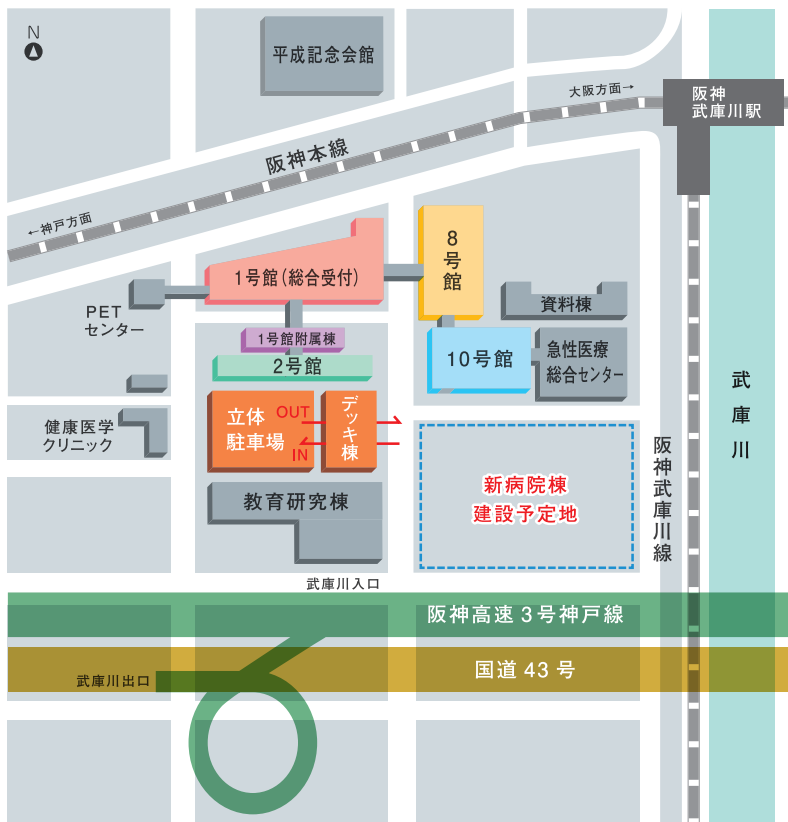 N
平成記念会館
大阪方面→
阪神
武庫川駅
阪神本線
←神戸方面
8号館
1号館(総合受付)
PET
センター
資料棟
1号館附属棟
2号館
10号館
急性医療
総合センター
武庫川
立体
駐車場
OUT
IN
デッキ棟
健康医学
クリニック
阪神武庫川線
新病院棟
建設予定地
教育研究棟
武庫川入口
阪神高速3号神戸線
国道43号
武庫川出口